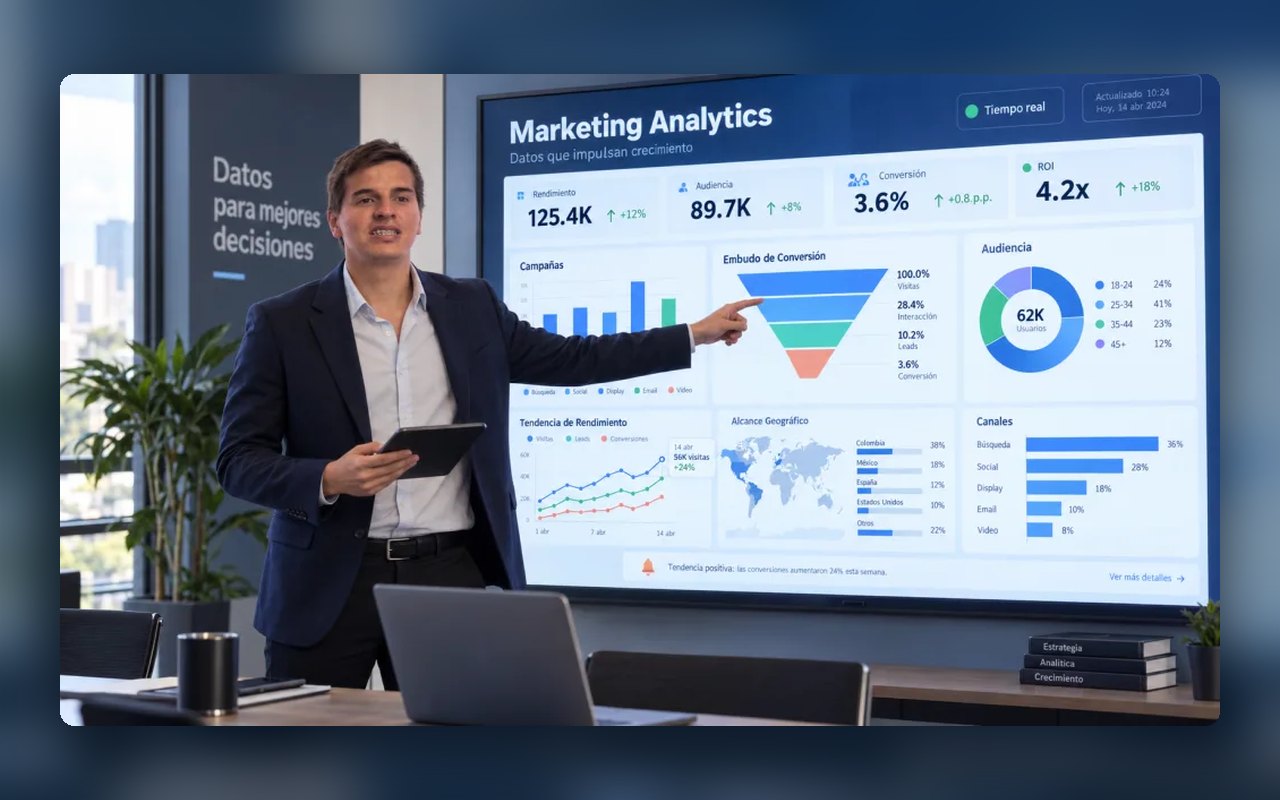 Datos
para mejores
decisiones
Marketing Analytics
Datos que impulsan crecimiento
Tiempo real
Actualizado 10:24
Hoy, 14 abr 2024
Rendimiento
125.4K ↑ +12%
Audiencia
89.7K ↑ +8%
Conversión
3.6% ↑ +0.8 p.p.
ROI
4.2x ↑ +18%
Campañas
Búsqueda Social Display Email Video
Embudo de Conversión
100.0%
Visitas
28.4%
Interacción
10.2%
Leads
3.6%
Conversión
Audiencia
62K
Usuarios
18-24 24%
25-34 41%
35-44 23%
45+ 12%
Tendencia de Rendimiento
Visitas Leads Conversiones
60K
40K
20K
0
1 abr 7 abr 14 abr
14 abr
56K visitas
+24%
Alcance Geográfico
Colombia 38%
México 18%
España 12%
Estados Unidos 10%
Otros 22%
Canales
Búsqueda 36%
Social 28%
Display 18%
Email 10%
Video 8%
Tendencia positiva: las conversiones aumentaron 24% esta semana.
Ver más detalles →
Estrategia
Analitica
Crecimiento